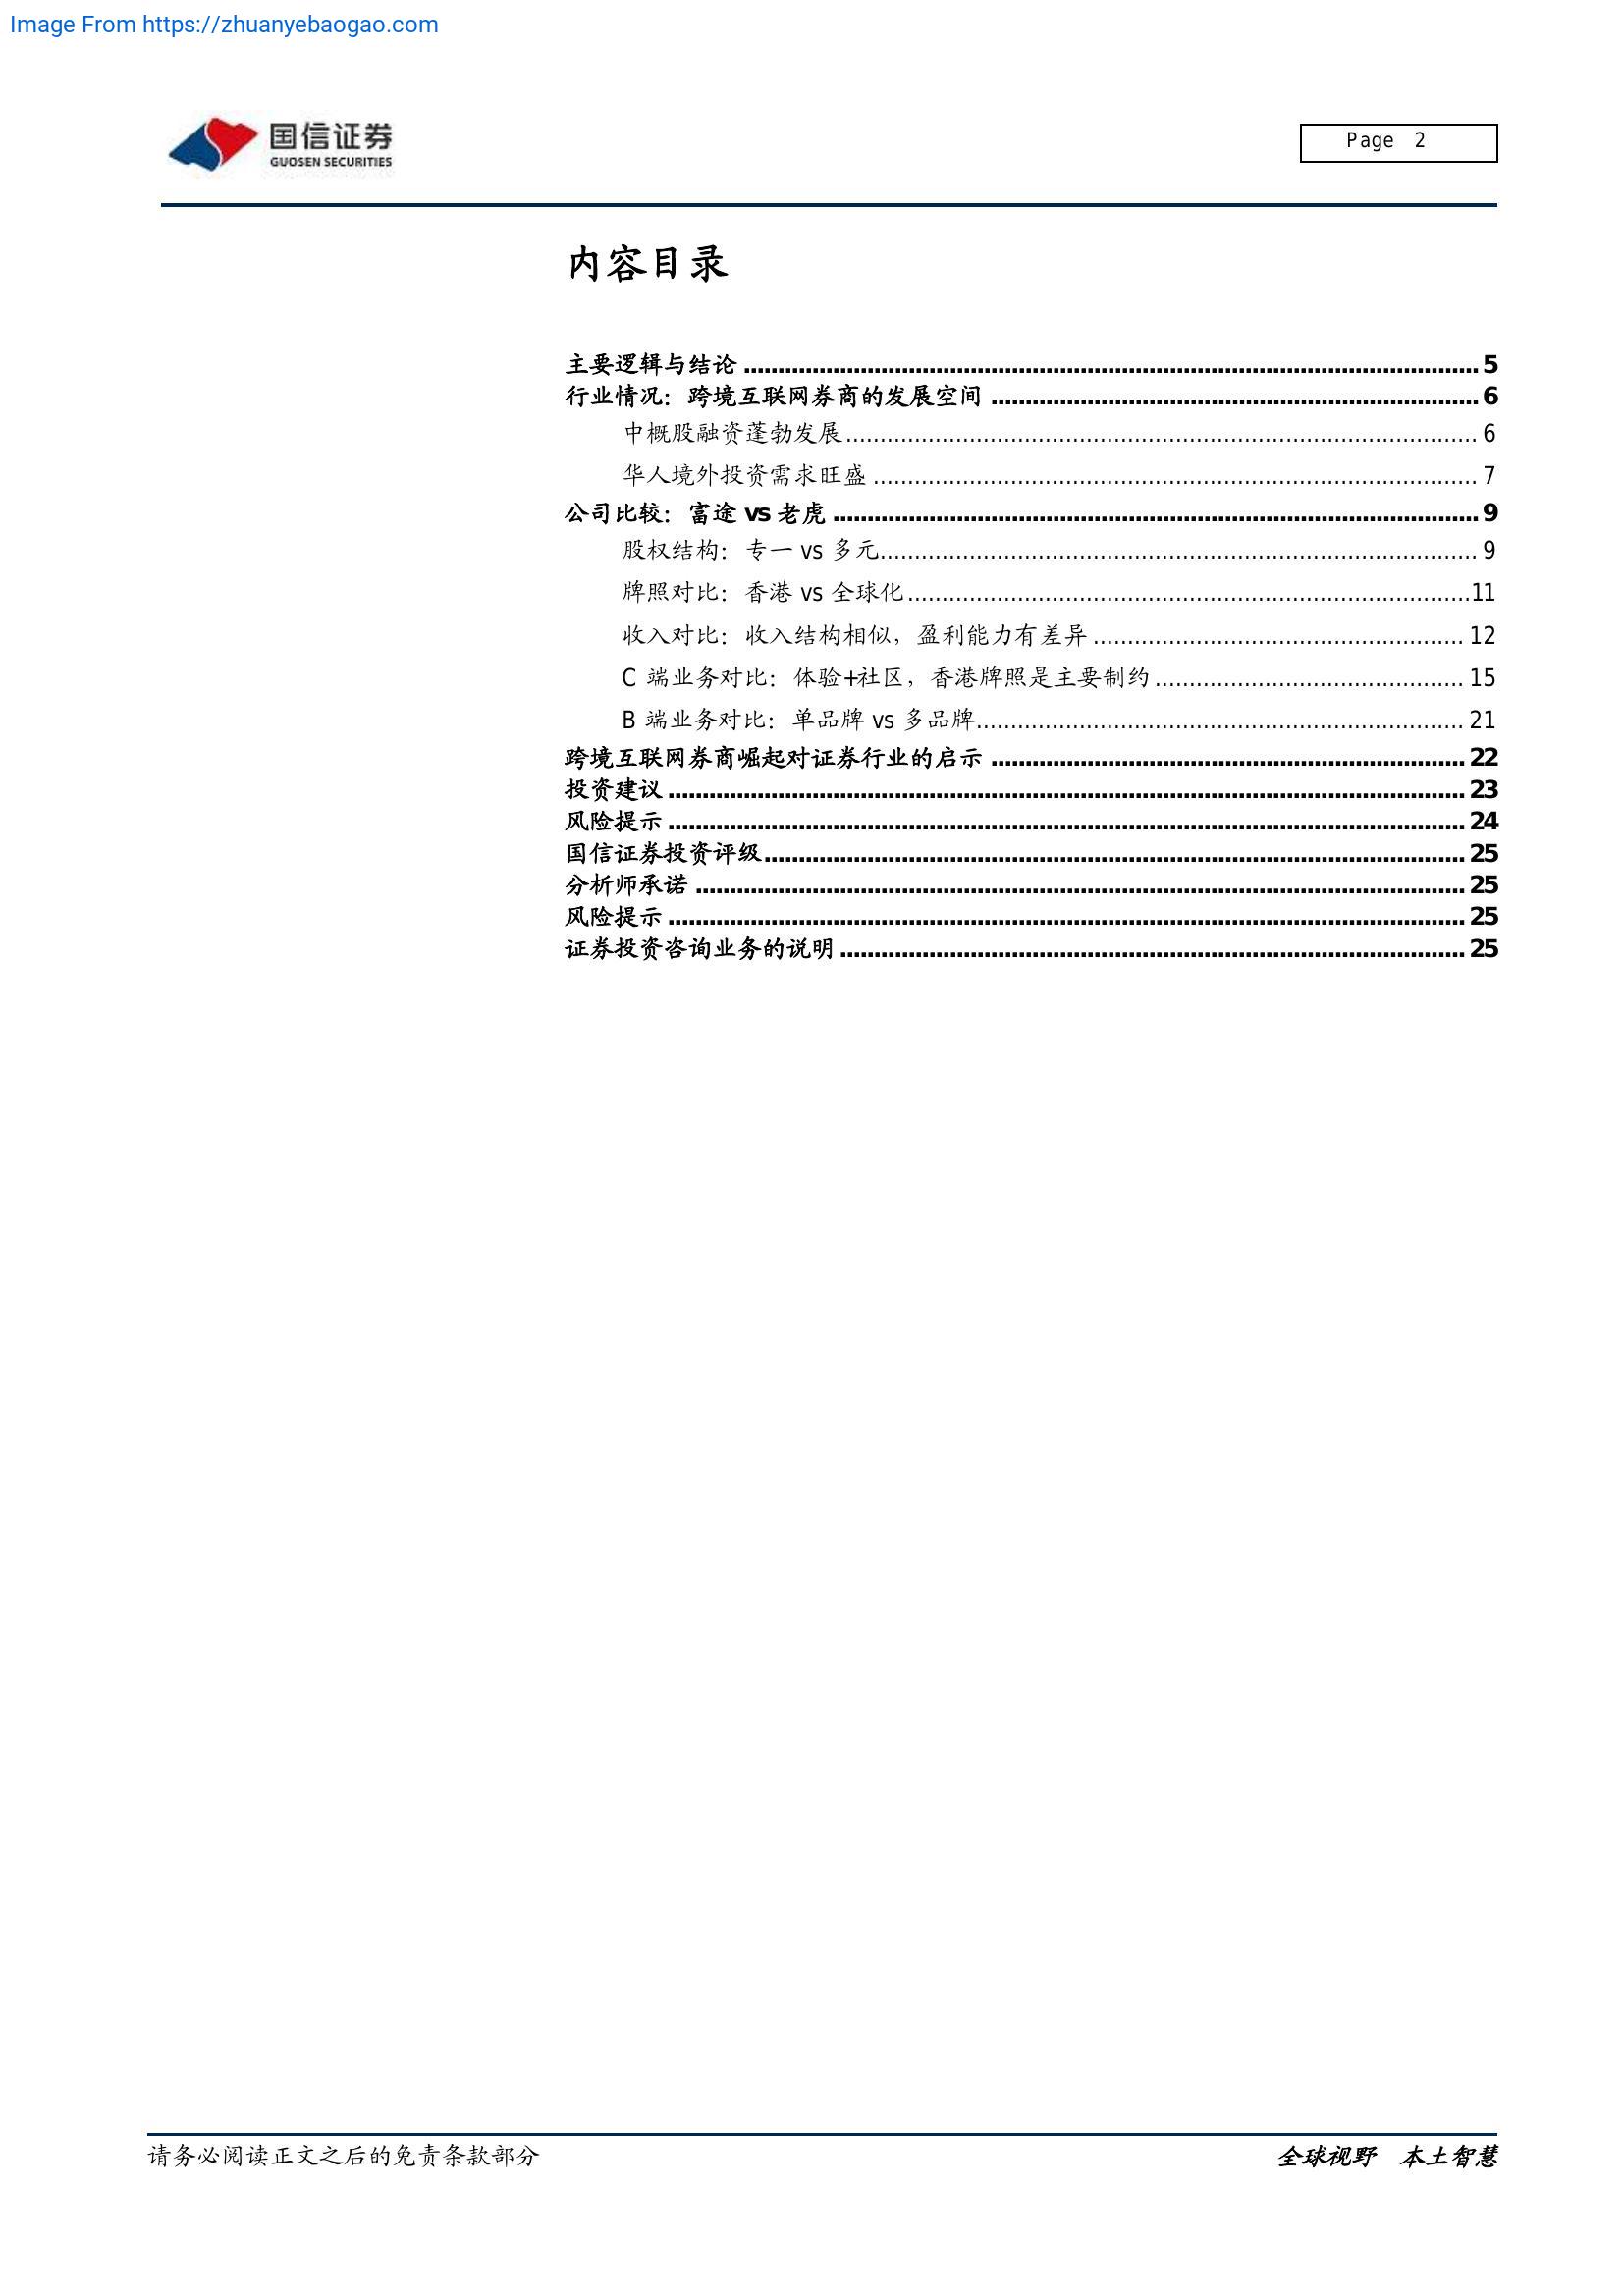 Image From https://zhuanyebaogao.com
国信证券
GUOSEN SECURITIES
Page 2
内容目录
主要逻辑与结论 ........ 5
行业情况：跨境互联网券商的发展空间 ........ 6
中概股融资蓬勃发展 ........ 6
华人境外投资需求旺盛 ........ 7
公司比较：富途 vs 老虎 ........ 9
股权结构：专一 vs 多元 ........ 9
牌照对比：香港 vs 全球化 ........ 11
收入对比：收入结构相似，盈利能力有差异 ........ 12
C 端业务对比：体验+社区，香港牌照是主要制约 ........ 15
B 端业务对比：单品牌 vs 多品牌 ........ 21
跨境互联网券商崛起对证券行业的启示 ........ 22
投资建议 ........ 23
风险提示 ........ 24
国信证券投资评级 ........ 25
分析师承诺 ........ 25
风险提示 ........ 25
证券投资咨询业务的说明 ........ 25
请务必阅读正文之后的免责条款部分
全球视野 本土智慧